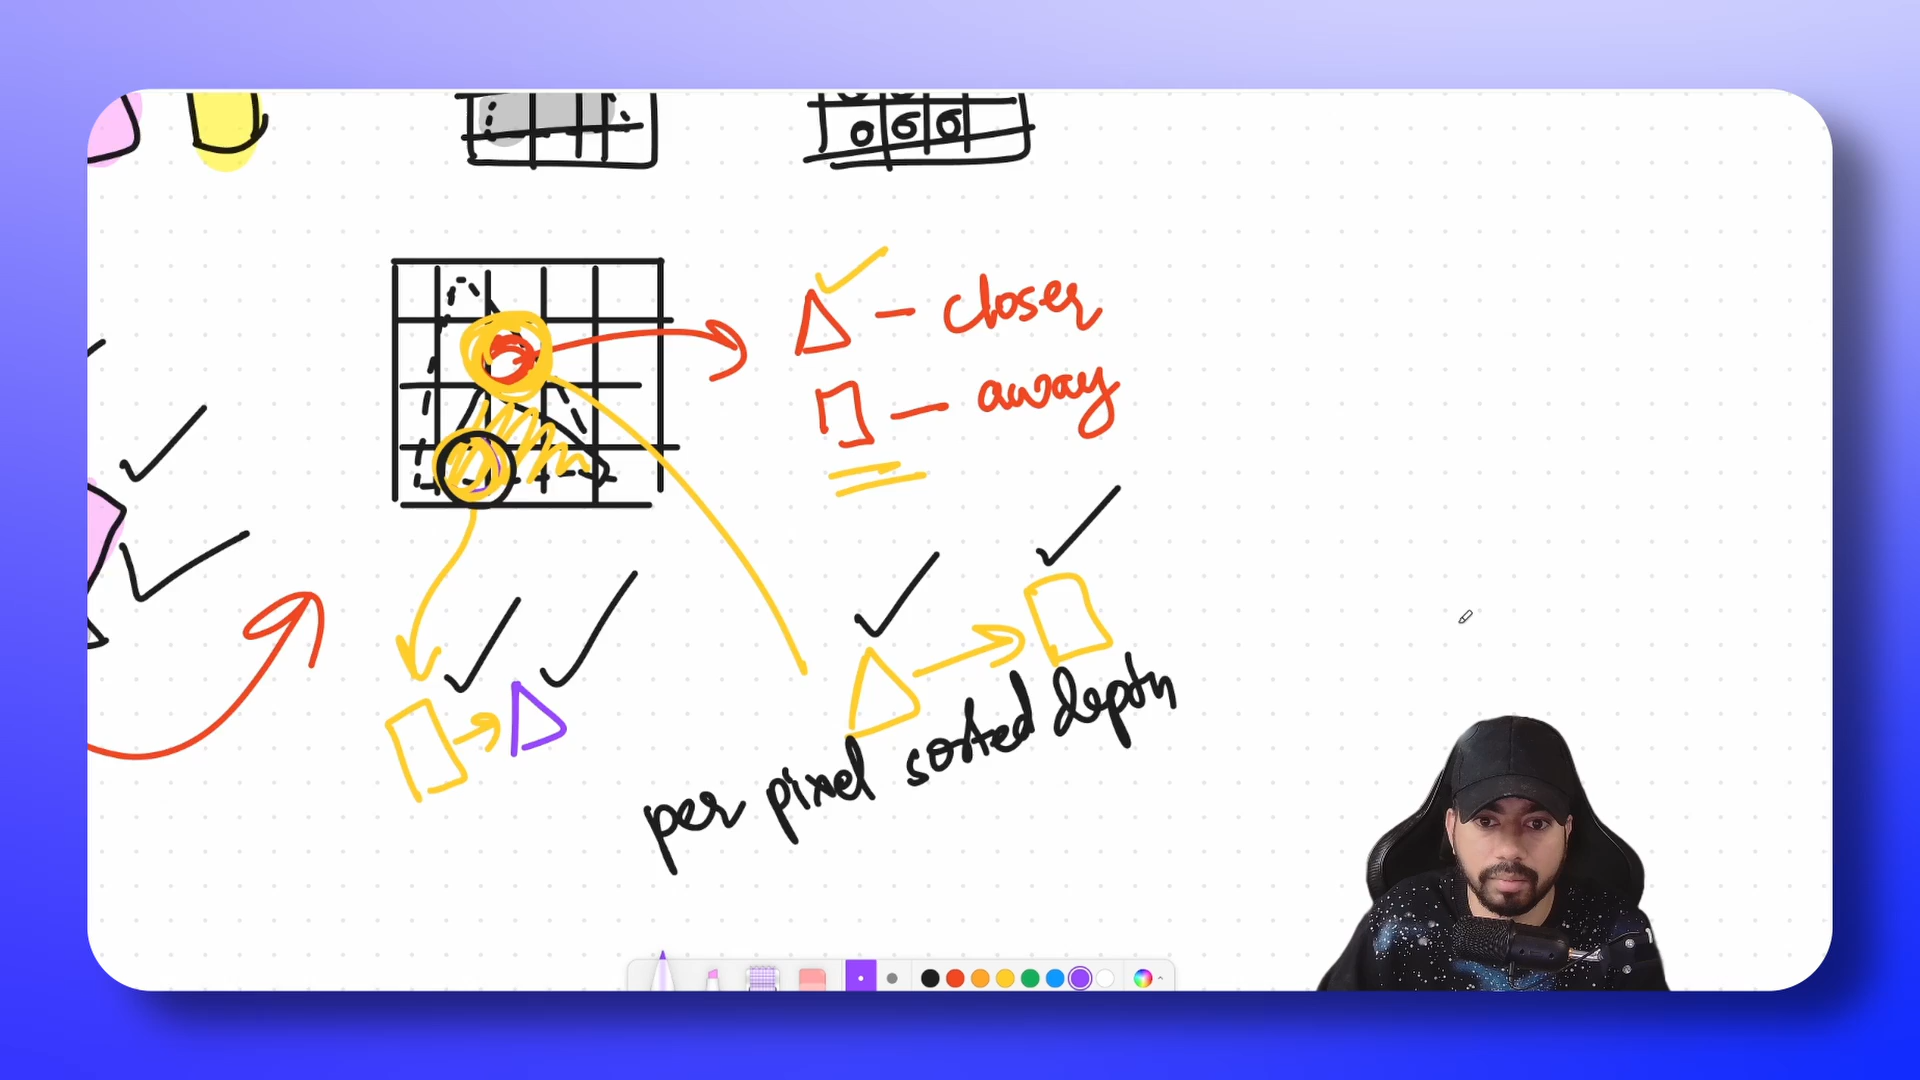 o o o
— closer
— away
per pixel sorted depth